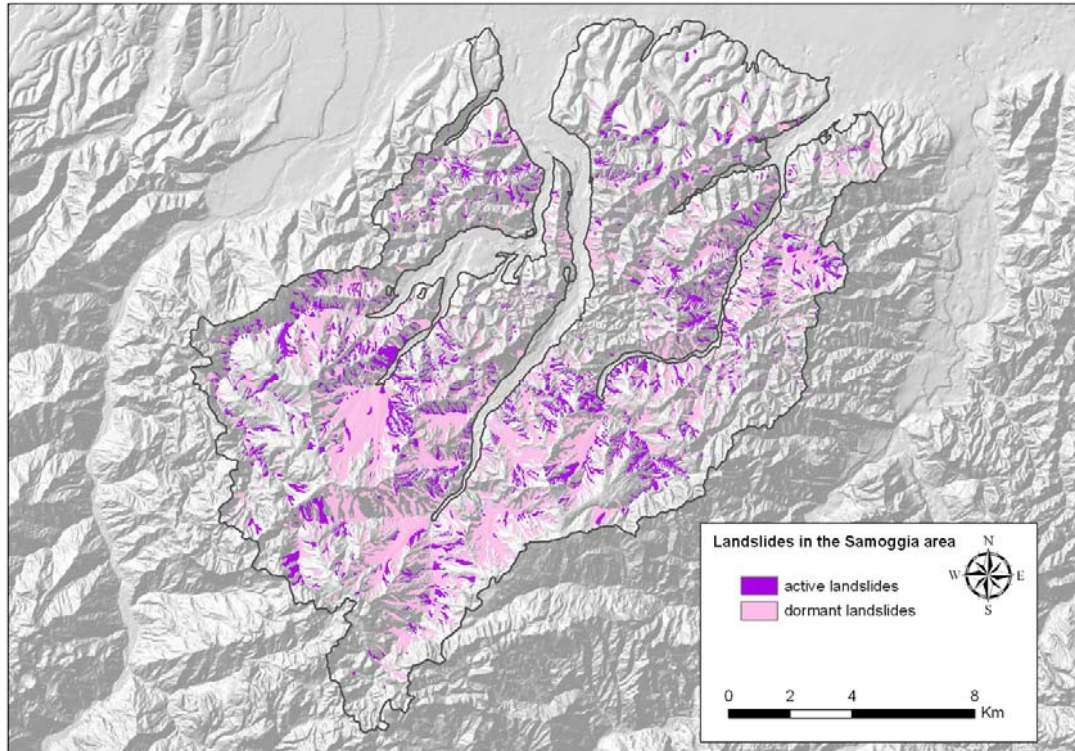 Landslides in the Samoggia area
N
W E
S
active landslides
dormant landslides
0 2 4 8
Km